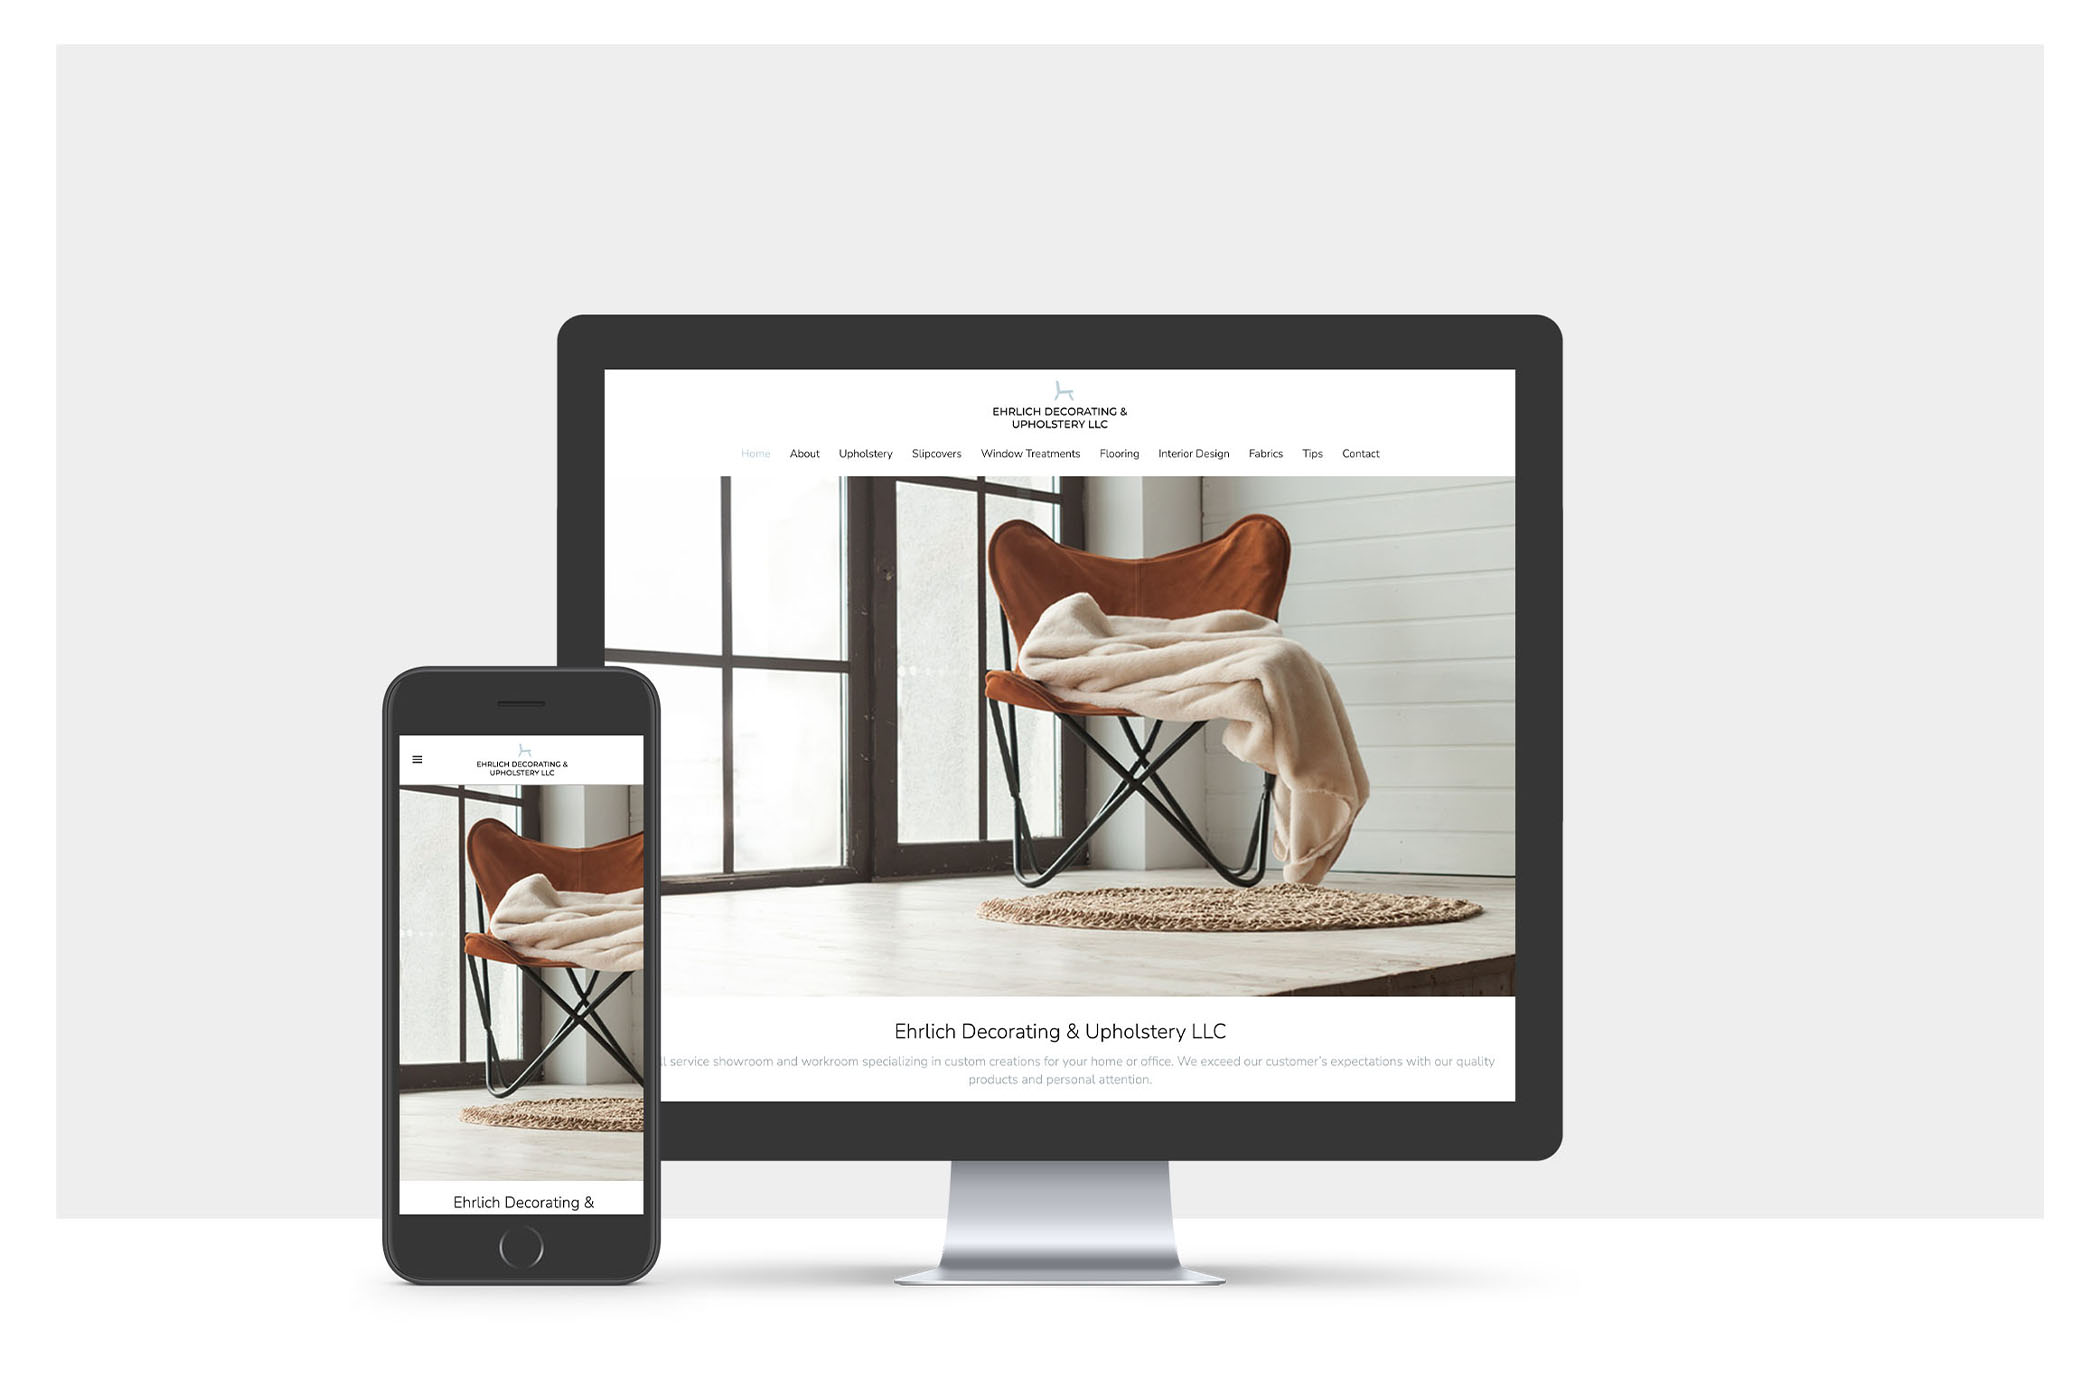 EHRLICH DECORATING &
UPHOLSTERY LLC
Home About Upholstery Slipcovers Window Treatments Flooring Interior Design Fabrics Tips Contact
Ehrlich Decorating & Upholstery LLC
service showroom and workroom specializing in custom creations for your home or office. We exceed our customer's expectations with our quality
products and personal attention.
EHRLICH DECORATING &
UPHOLSTERY LLC
Ehrlich Decorating &